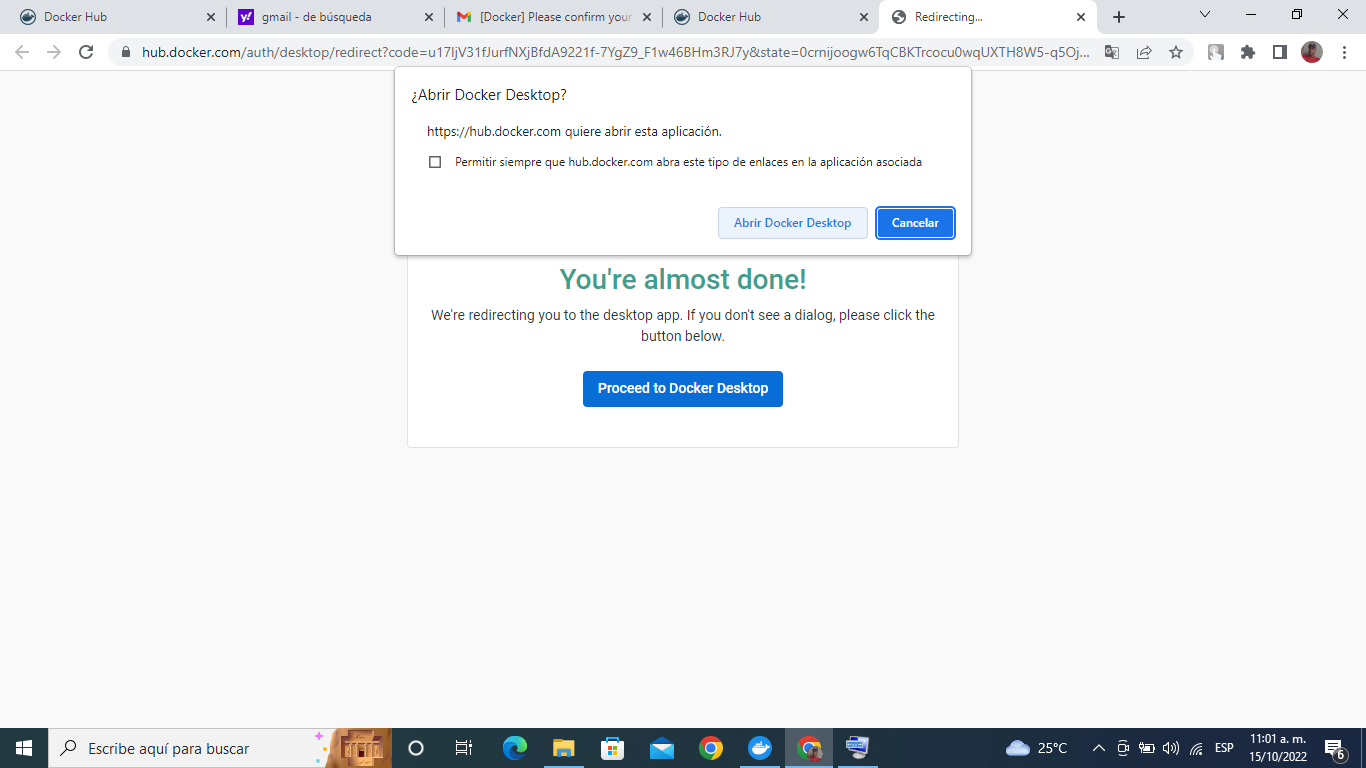 Docker Hub
gmail - de búsqueda
[Docker] Please confirm your
Docker Hub
Redirecting...
hub.docker.com/auth/desktop/redirect?code=u17IjV31fJurfNXjBfdA9221f-7YgZ9_F1w46BHm3RJ7y&state=0crnijoogw6TqCBKTrcocu0wqUXTH8W5-q5Oj...
¿Abrir Docker Desktop?
https://hub.docker.com quiere abrir esta aplicación.
Permitir siempre que hub.docker.com abra este tipo de enlaces en la aplicación asociada
Abrir Docker Desktop
Cancelar
You're almost done!
We're redirecting you to the desktop app. If you don't see a dialog, please click the
button below.
Proceed to Docker Desktop
Escribe aquí para buscar
25°C
ESP
11:01 a. m.
15/10/2022
6